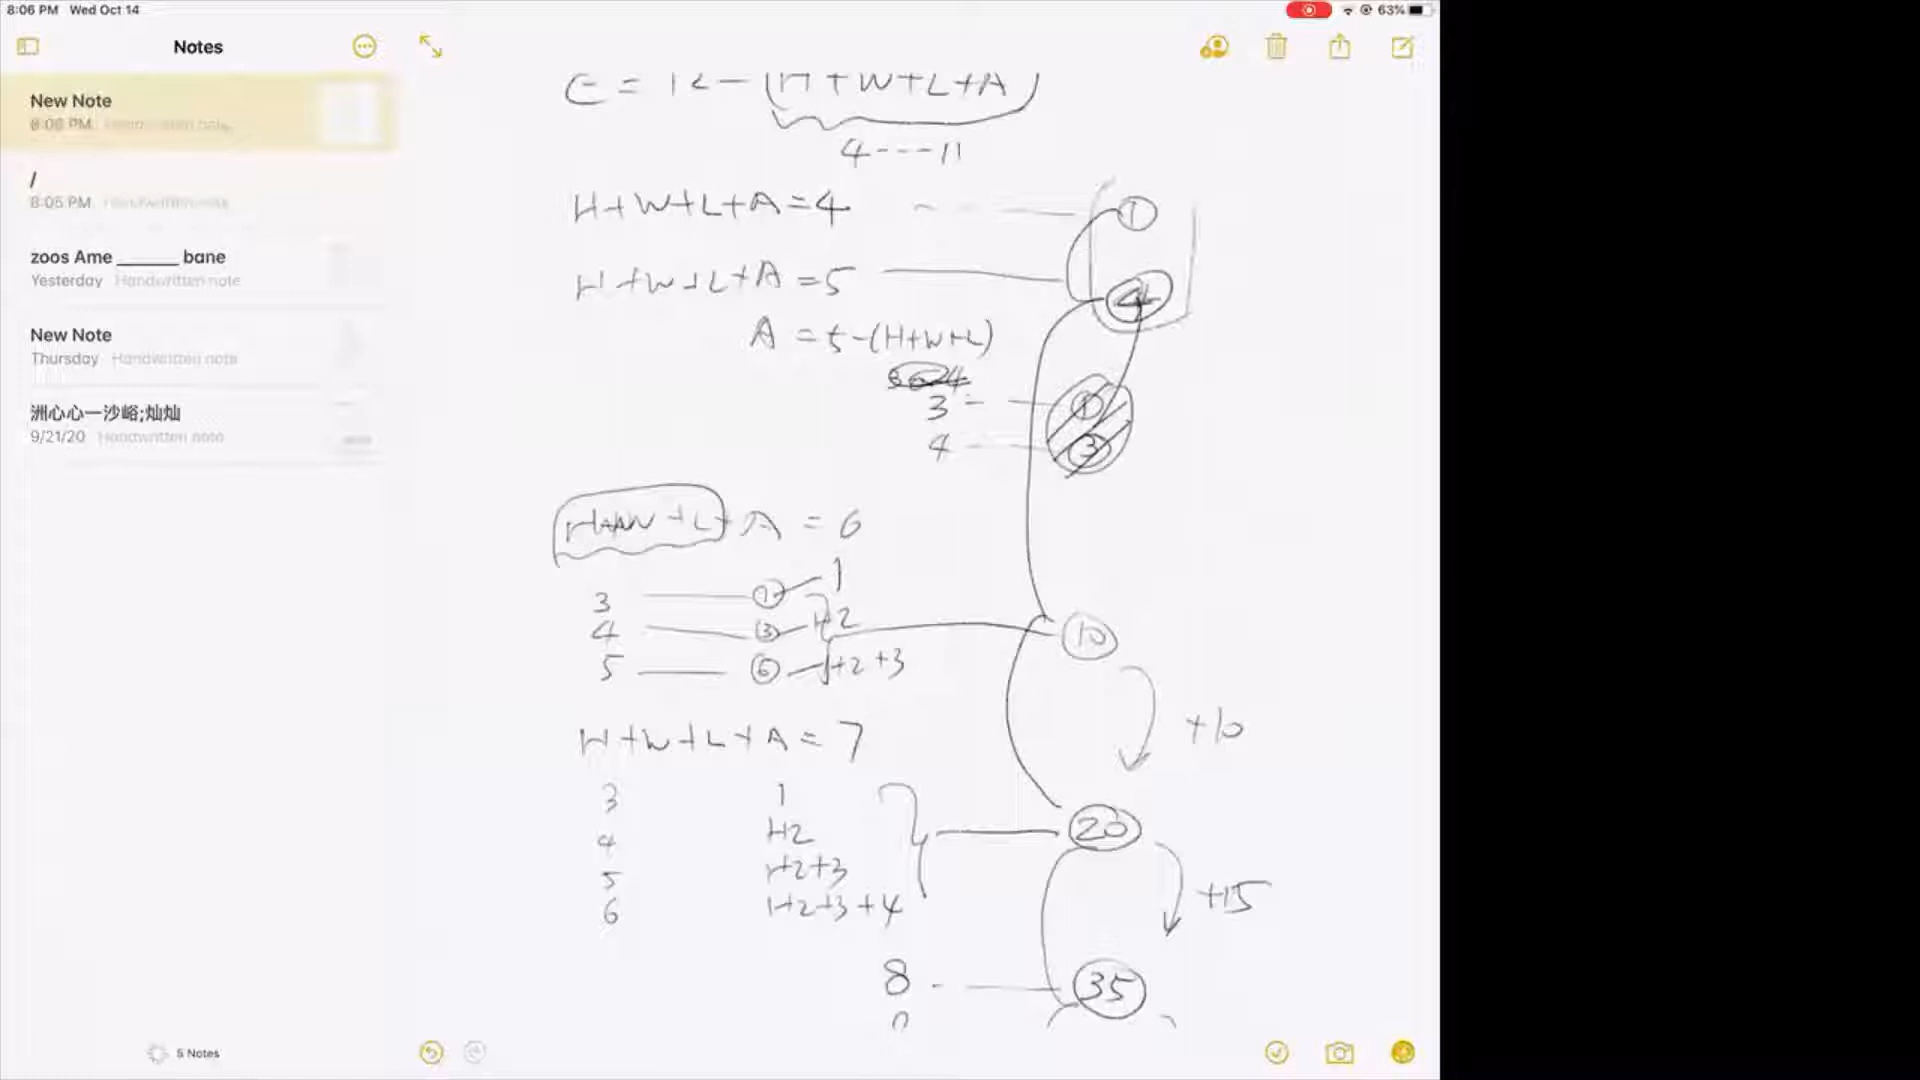 8:06 PM Wed Oct 14
63%
Notes
New Note
8:06 PM Handwritten note
/
8:05 PM Handwritten note
zoos Ame ______ bane
Yesterday Handwritten note
New Note
Thursday Handwritten note
洲心心一沙峪;灿灿
9/21/20 Handwritten note
5 Notes
E = 12 - (H+W+L+A)
4 --- 11
H+W+L+A=4 1
H+W+L+A=5 4
A = 5-(H+W+L)
3 1
4 3
H+W+L+A = 6
3 1 1
4 3 1+2
5 6 1+2+3
10
+10
H+W+L+A = 7
3 1
4 1+2
5 1+2+3
6 1+2+3+4
20
+15
8 35